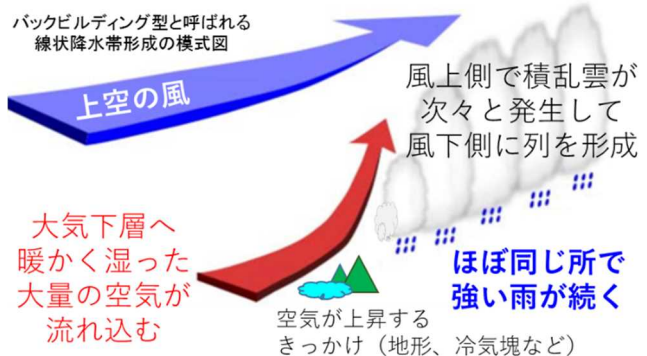 バックビルディング型と呼ばれる
線状降水帯形成の模式図
上空の風
風上側で積乱雲が
次々と発生して
風下側に列を形成
大気下層へ
暖かく湿った
大量の空気が
流れ込む
ほぼ同じ所で
強い雨が続く
空気が上昇する
きっかけ（地形、冷気塊など）